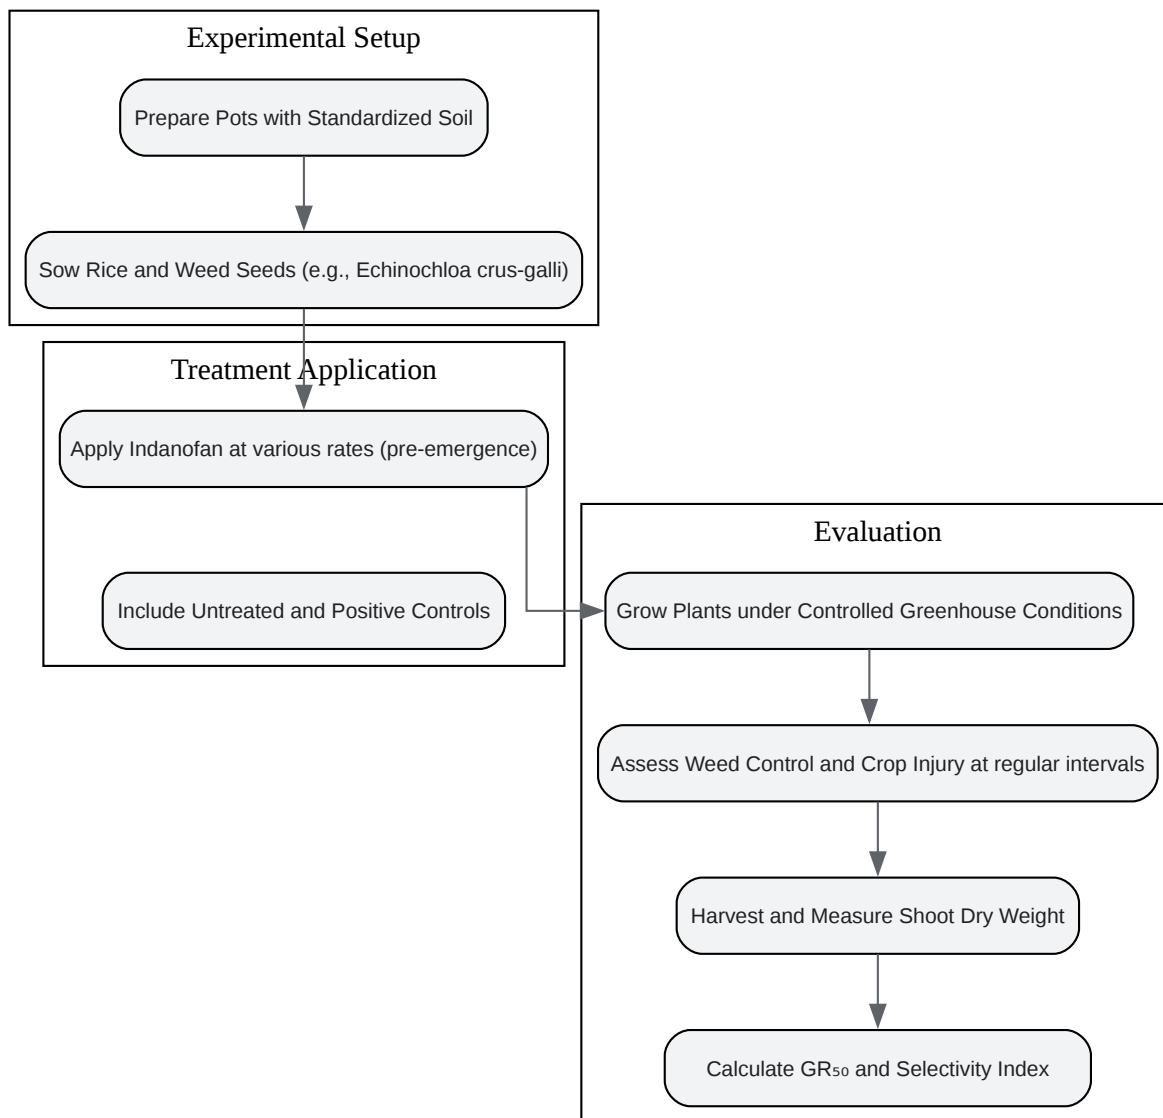 Experimental Setup
Prepare Pots with Standardized Soil
Sow Rice and Weed Seeds (e.g., Echinochloa crus-galli)
Treatment Application
Apply Indanofan at various rates (pre-emergence)
Include Untreated and Positive Controls
Evaluation
Grow Plants under Controlled Greenhouse Conditions
Assess Weed Control and Crop Injury at regular intervals
Harvest and Measure Shoot Dry Weight
Calculate GR₅₀ and Selectivity Index